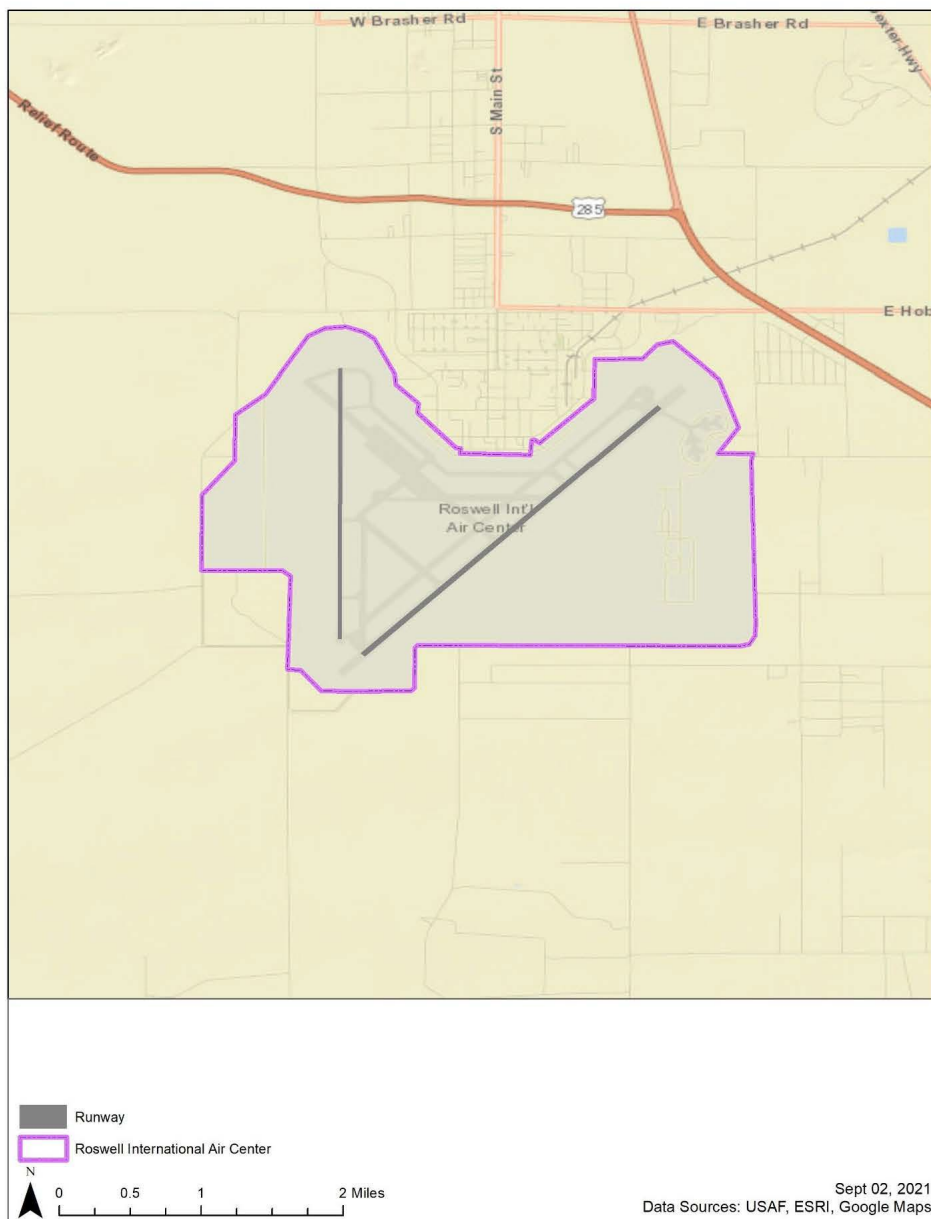 W Brasher Rd
E Brasher Rd
Dexter Hwy
S Main St
Relief Route
285
E Hob
Roswell Int'l
Air Center
Runway
Roswell International Air Center
N
0 0.5 1 2 Miles
Sept 02, 2021
Data Sources: USAF, ESRI, Google Maps